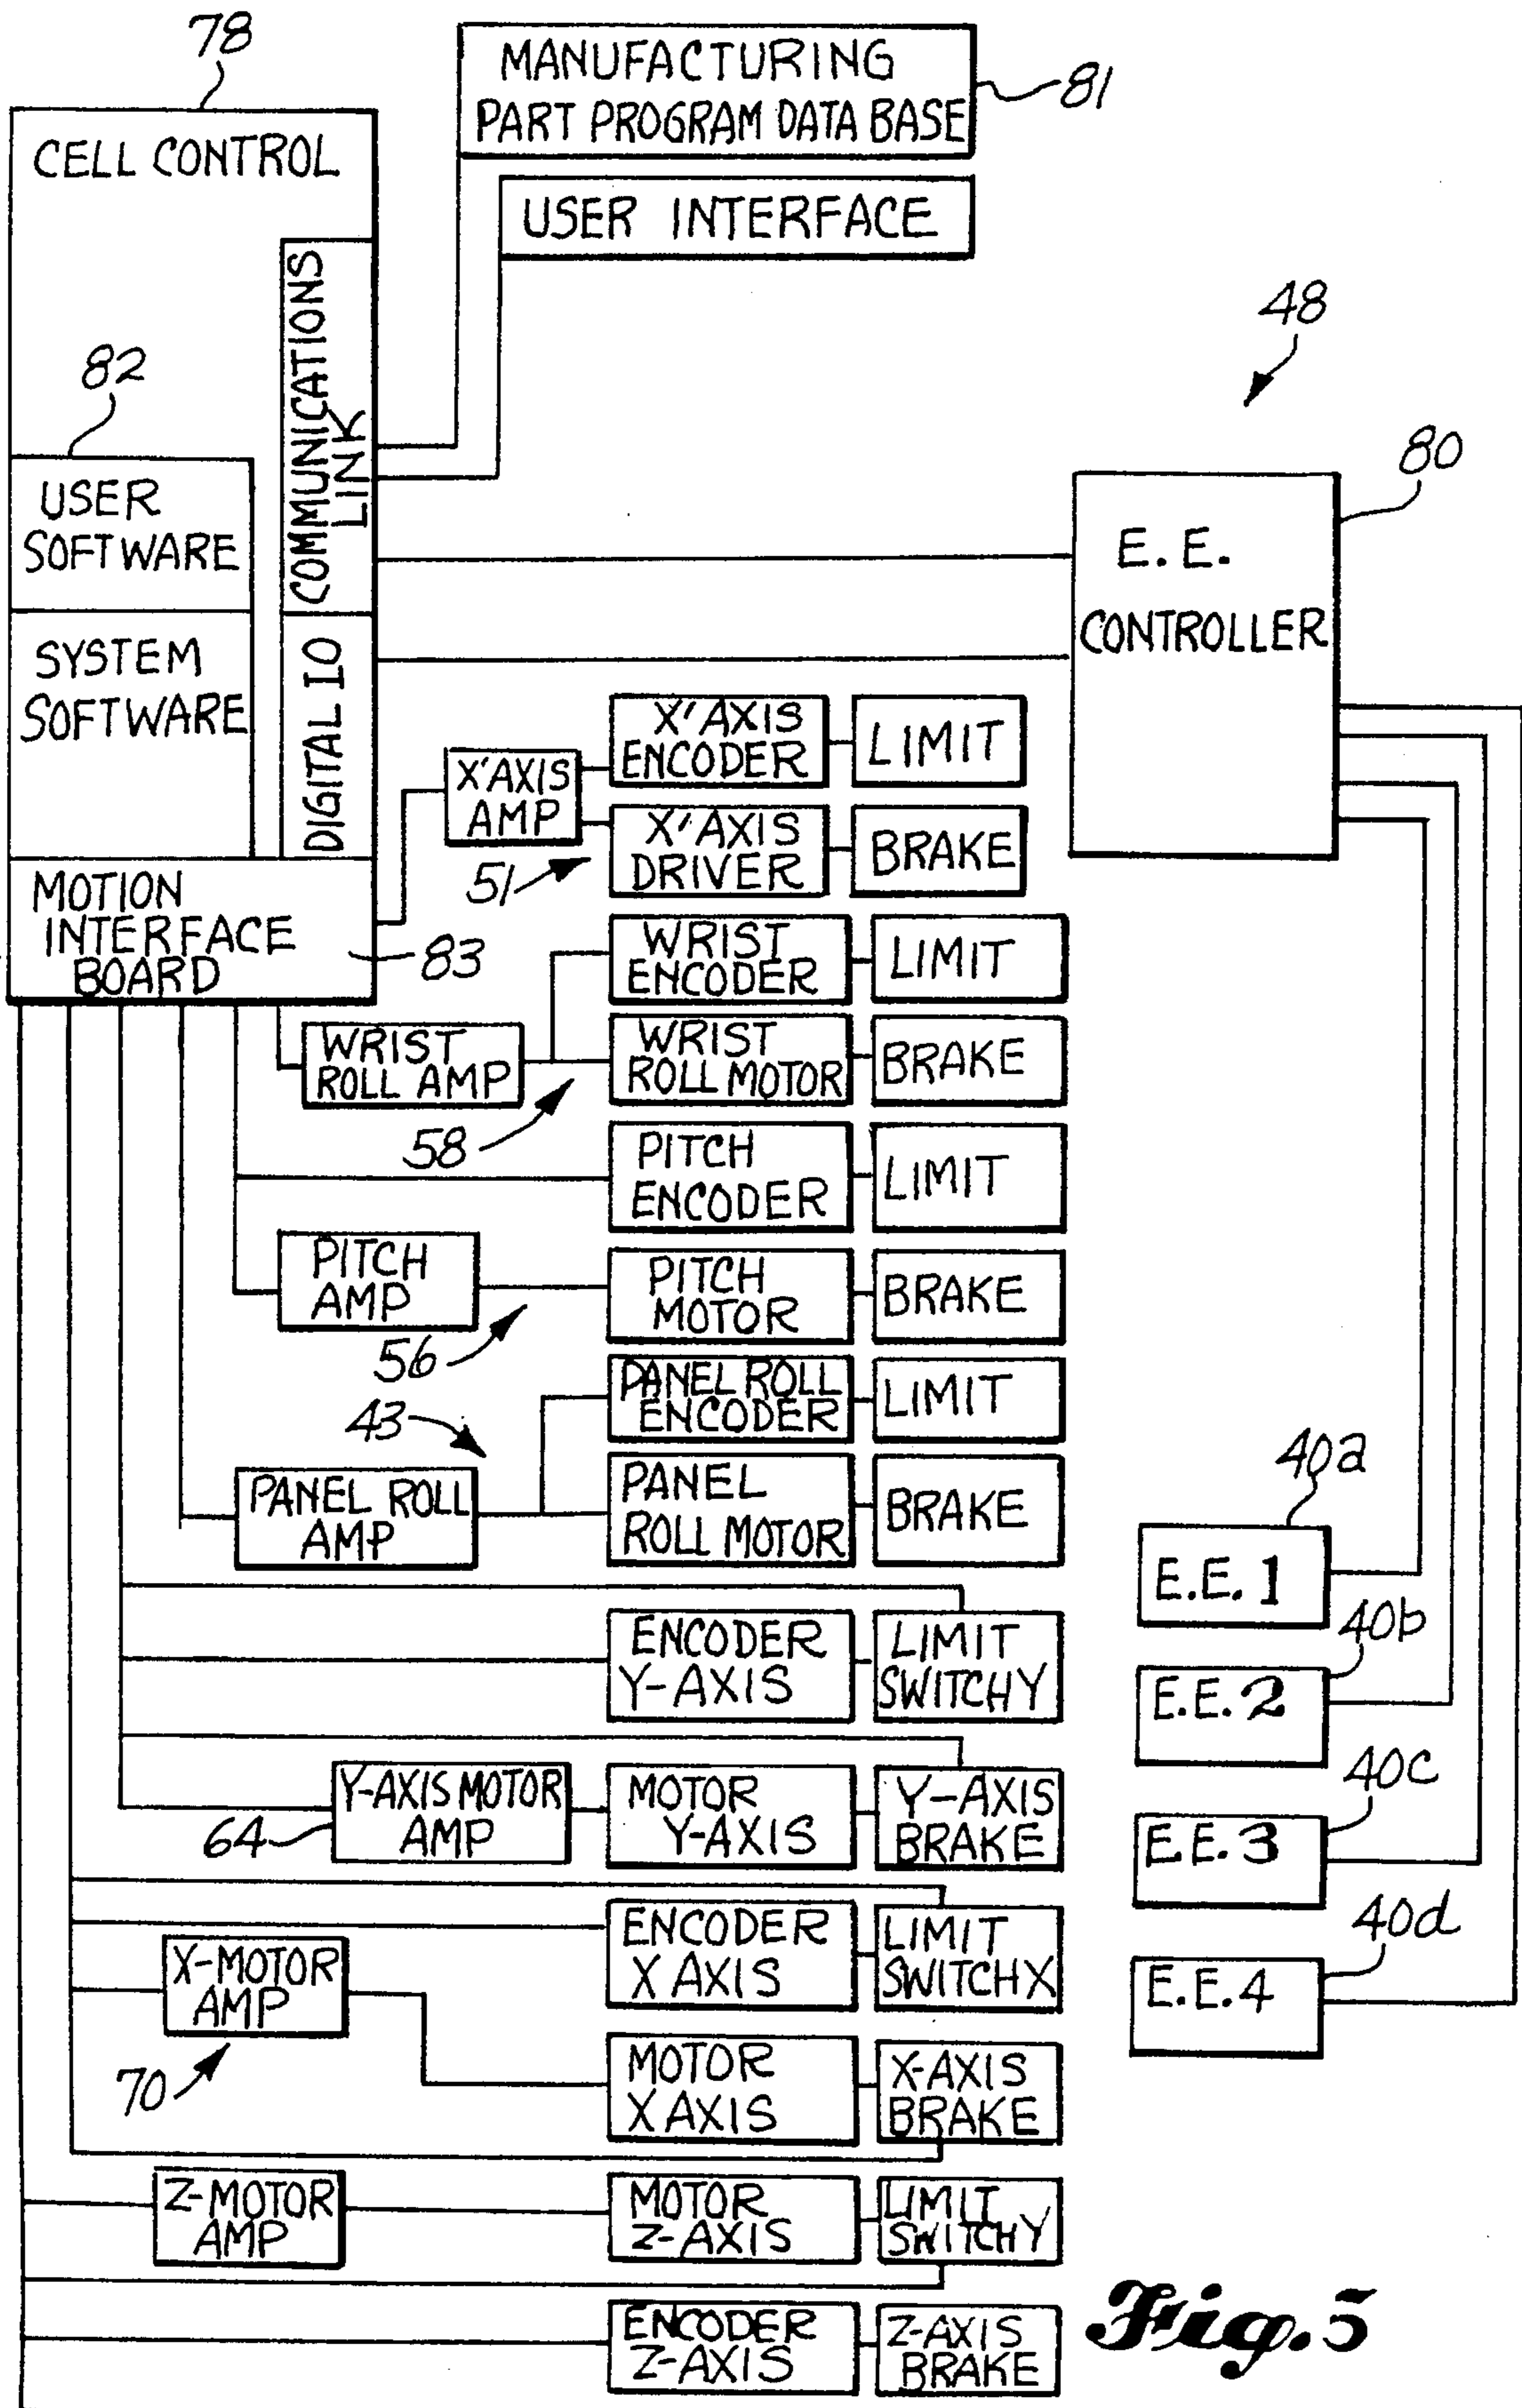 78
MANUFACTURING
PART PROGRAM DATA BASE
81
CELL CONTROL
USER INTERFACE
COMMUNICATIONS
LINK
48
82
80
USER
SOFTWARE
E. E.
CONTROLLER
SYSTEM
SOFTWARE
DIGITAL IO
X' AXIS
ENCODER
LIMIT
X' AXIS
AMP
X' AXIS
DRIVER
BRAKE
51
MOTION
INTERFACE
BOARD
83
WRIST
ENCODER
LIMIT
WRIST
ROLL AMP
WRIST
ROLL MOTOR
BRAKE
58
PITCH
ENCODER
LIMIT
PITCH
AMP
PITCH
MOTOR
BRAKE
56
PANEL ROLL
ENCODER
LIMIT
43
PANEL ROLL
AMP
PANEL
ROLL MOTOR
BRAKE
40a
E.E. 1
ENCODER
Y-AXIS
LIMIT
SWITCHY
40b
E.E. 2
Y-AXIS MOTOR
AMP
64
MOTOR
Y-AXIS
Y-AXIS
BRAKE
40c
E.E. 3
ENCODER
X AXIS
LIMIT
SWITCHX
40d
E.E. 4
X-MOTOR
AMP
70
MOTOR
X AXIS
X-AXIS
BRAKE
Z-MOTOR
AMP
MOTOR
Z-AXIS
LIMIT
SWITCHY
ENCODER
Z-AXIS
Z-AXIS
BRAKE
Fig. 5